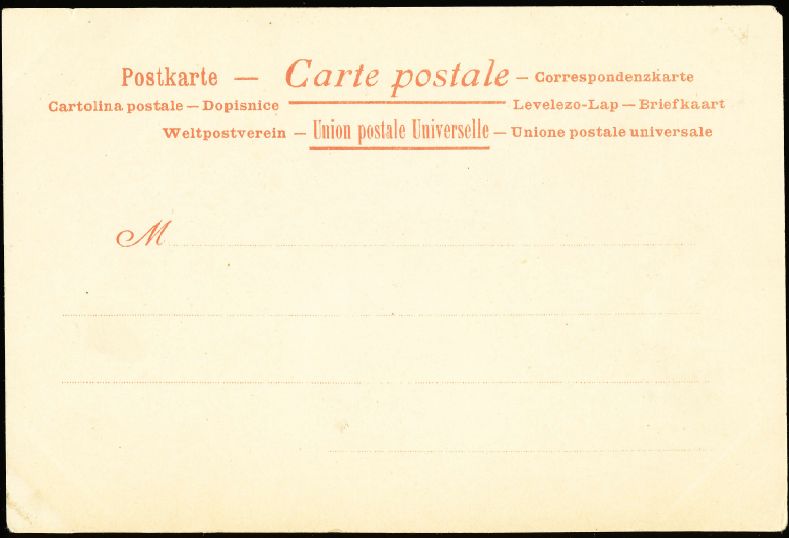 Postkarte — Carte postale — Correspondenzkarte
Cartolina postale — Dopisnice Levelezo-Lap — Briefkaart
Weltpostverein — Union postale Universelle — Unione postale universale
M